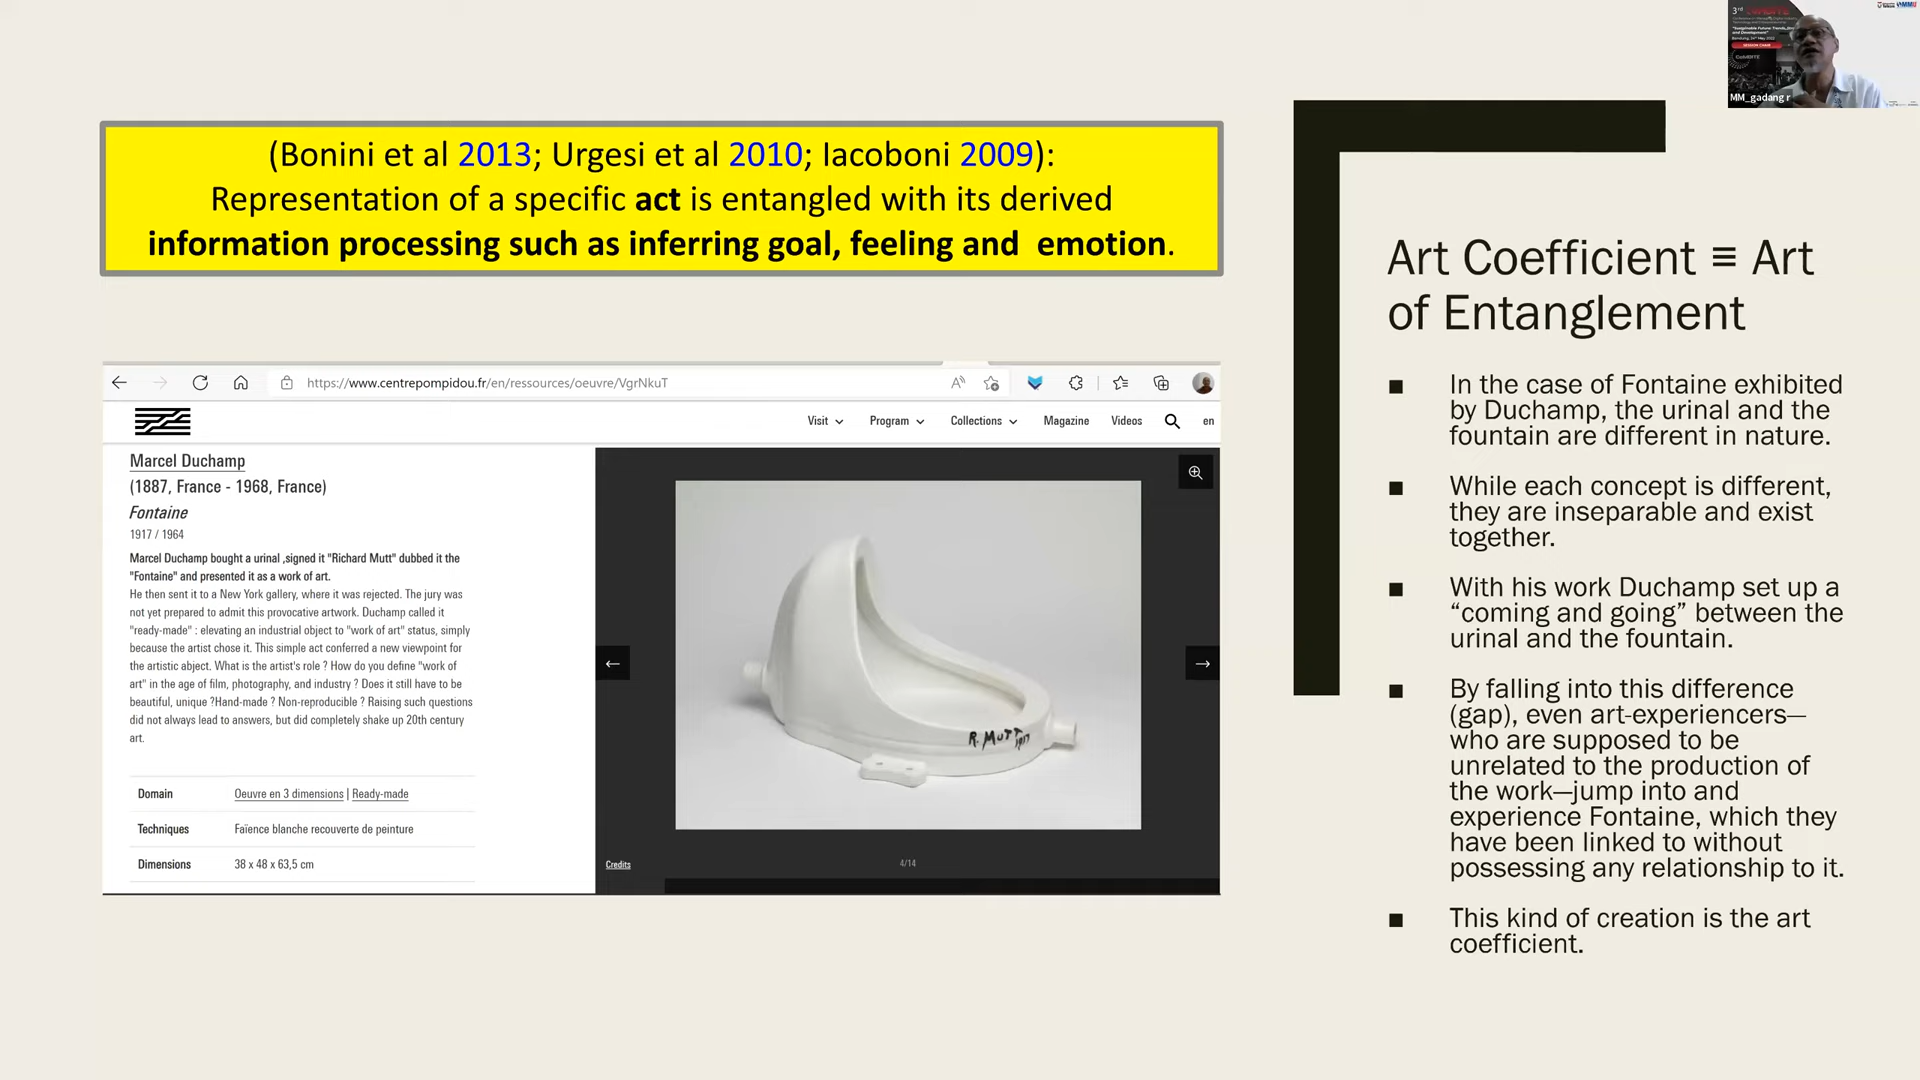 (Bonini et al 2013; Urgesi et al 2010; Iacoboni 2009):
Representation of a specific act is entangled with its derived
information processing such as inferring goal, feeling and emotion.
https://www.centrepompidou.fr/en/ressources/oeuvre/VgrNkuT
Visit
Program
Collections
Magazine
Videos
en
Marcel Duchamp
(1887, France - 1968, France)
Fontaine
1917 / 1964
Marcel Duchamp bought a urinal ,signed it "Richard Mutt" dubbed it the
"Fontaine" and presented it as a work of art.
He then sent it to a New York gallery, where it was rejected. The jury was
not yet prepared to admit this provocative artwork. Duchamp called it
"ready-made" : elevating an industrial object to "work of art" status, simply
because the artist chose it. This simple act conferred a new viewpoint for
the artistic object. What is the artist's role ? How do you define "work of
art" in the age of film, photography, and industry ? Does it still have to be
beautiful, unique ?Hand-made ? Non-reproducible ? Raising such questions
did not always lead to answers, but did completely shake up 20th century
art.
Domain
Oeuvre en 3 dimensions | Ready-made
Techniques
Faïence blanche recouverte de peinture
Dimensions
38 x 48 x 63,5 cm
R. MUTT
1917
Credits
4/14
Art Coefficient ≡ Art
of Entanglement
■ In the case of Fontaine exhibited
by Duchamp, the urinal and the
fountain are different in nature.
■ While each concept is different,
they are inseparable and exist
together.
■ With his work Duchamp set up a
“coming and going” between the
urinal and the fountain.
■ By falling into this difference
(gap), even art-experiencers—
who are supposed to be
unrelated to the production of
the work—jump into and
experience Fontaine, which they
have been linked to without
possessing any relationship to it.
■ This kind of creation is the art
coefficient.
3rd
SESSION CHAIR
MM_gadang r